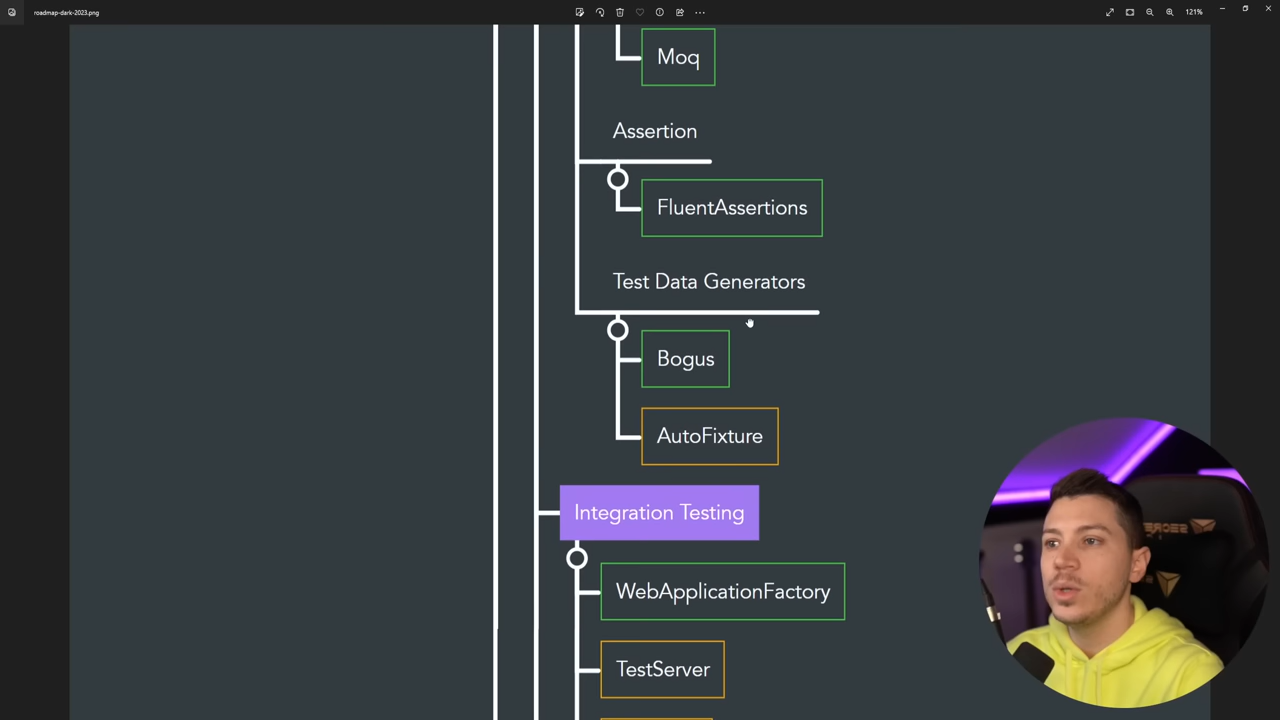 roadmap-dark-2023.png
121%
Moq
Assertion
FluentAssertions
Test Data Generators
Bogus
AutoFixture
Integration Testing
WebApplicationFactory
TestServer